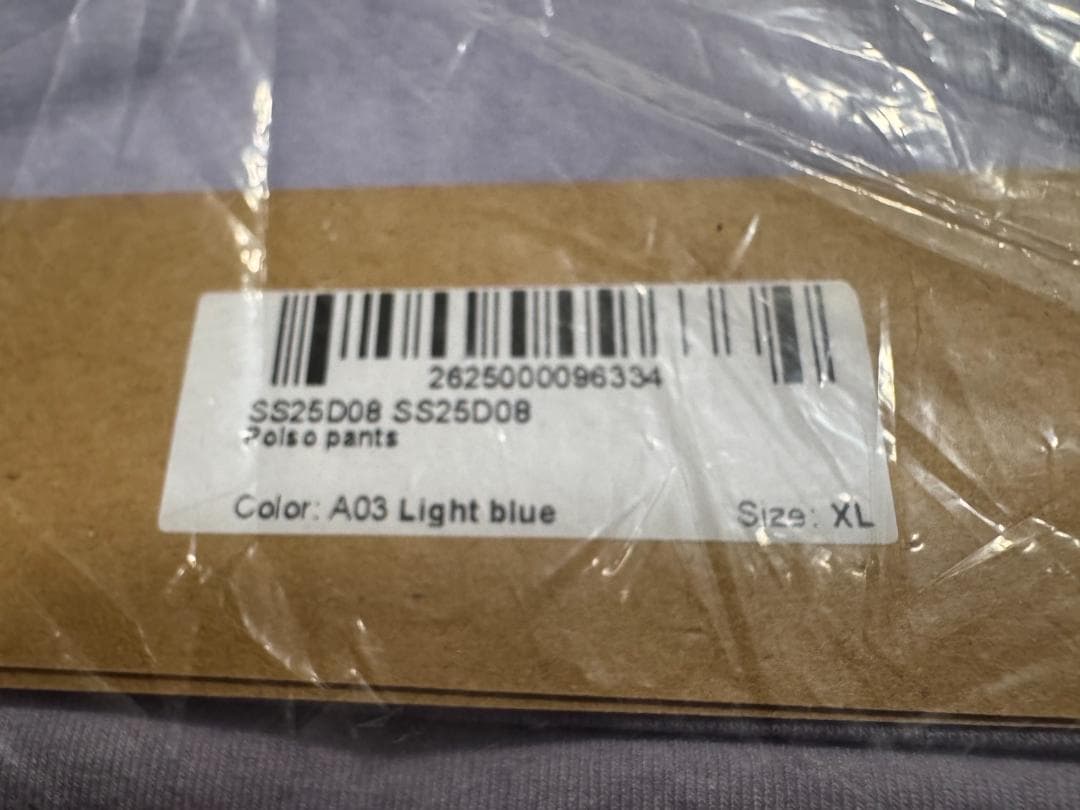 2625000096334
SS25D08 SS25D08
Polso pants
Color: A03 Light blue
Size: XL